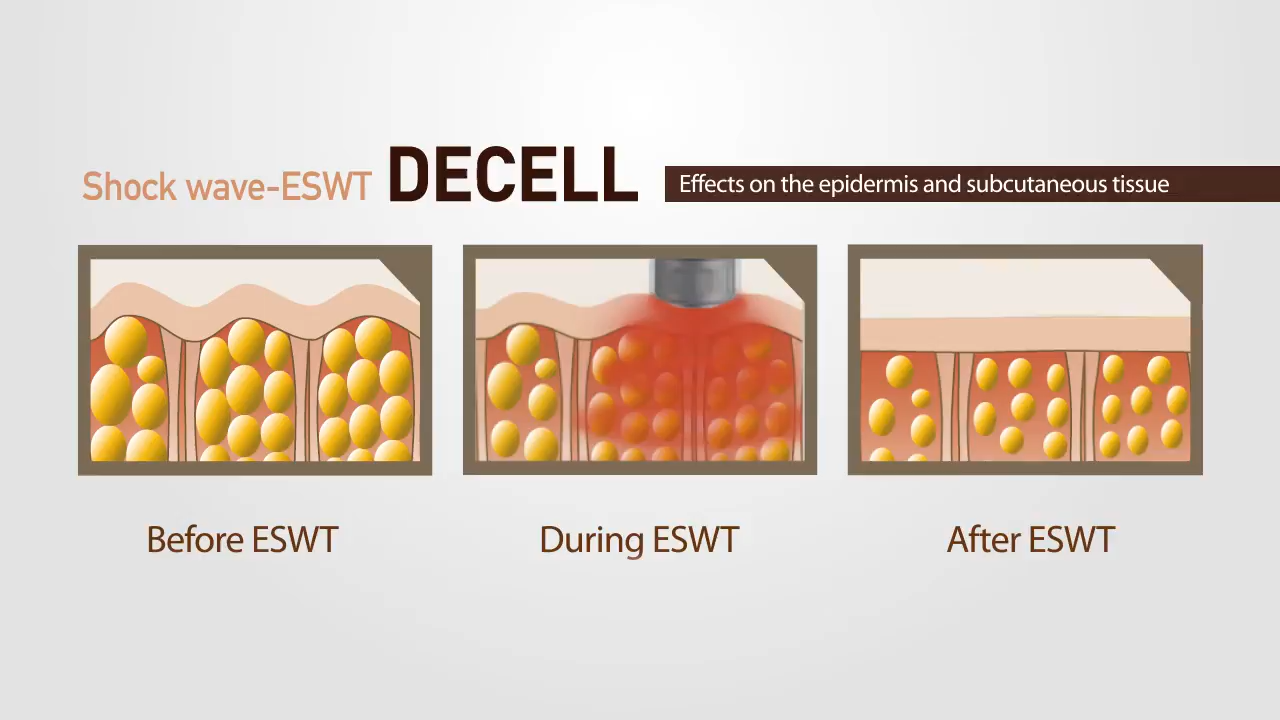 Shock wave-ESWT DECELL Effects on the epidermis and subcutaneous tissue
Before ESWT
During ESWT
After ESWT